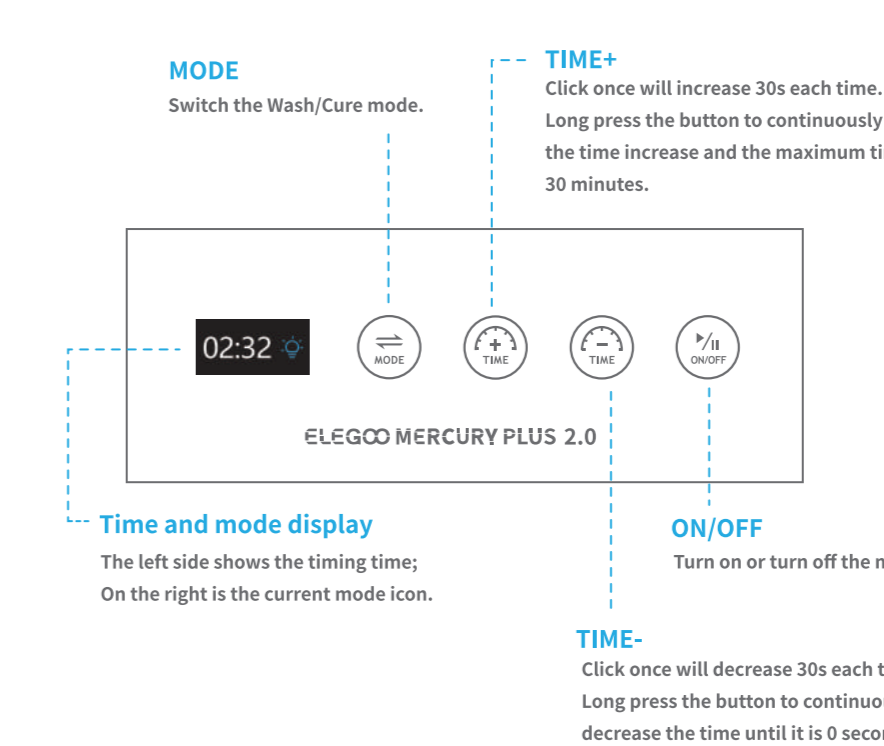 MODE
Switch the Wash/Cure mode.
TIME+
Click once will increase 30s each time.
Long press the button to continuously
the time increase and the maximum
30 minutes.
02:32
MODE
TIME
TIME
ON/OFF
ELEGOO MERCURY PLUS 2.0
Time and mode display
The left side shows the timing time;
On the right is the current mode icon.
ON/OFF
Turn on or turn off the
TIME-
Click once will decrease 30s each
Long press the button to
decrease the time until it is 0